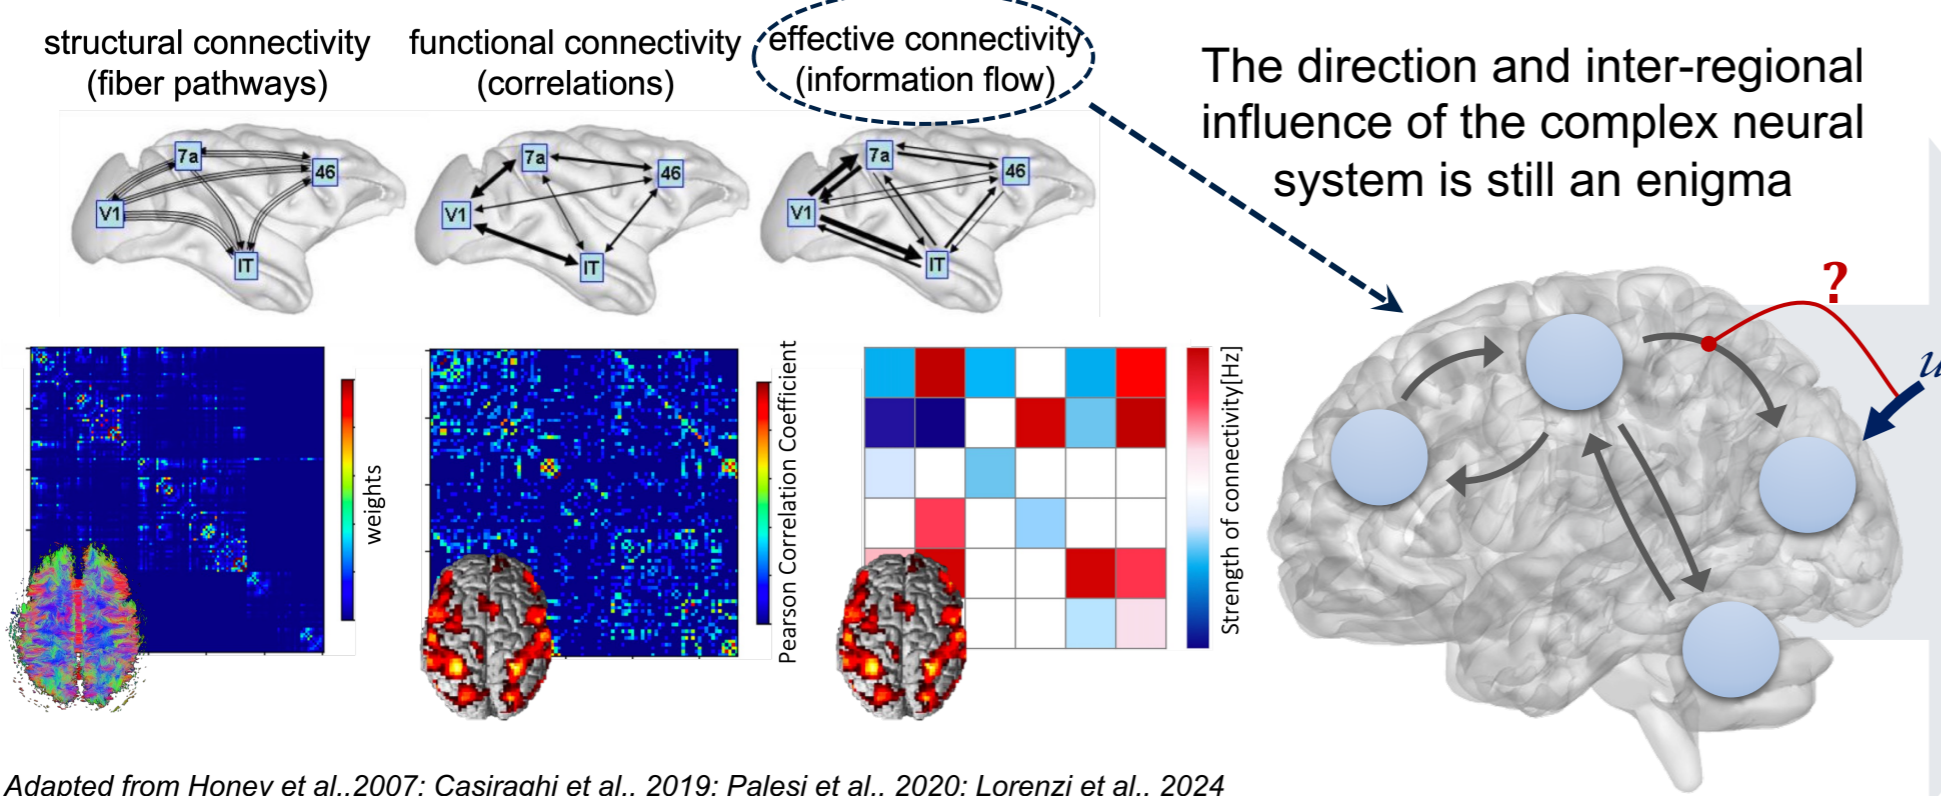 structural connectivity
(fiber pathways)
functional connectivity
(correlations)
effective connectivity
(information flow)
The direction and inter-regional
influence of the complex neural
system is still an enigma
7a
46
V1
IT
7a
46
V1
IT
7a
46
V1
IT
weights
Pearson Correlation Coefficient
Strength of connectivity[Hz]
?
u
Adapted from Honey et al.,2007; Casiraghi et al., 2019; Palesi et al., 2020; Lorenzi et al., 2024